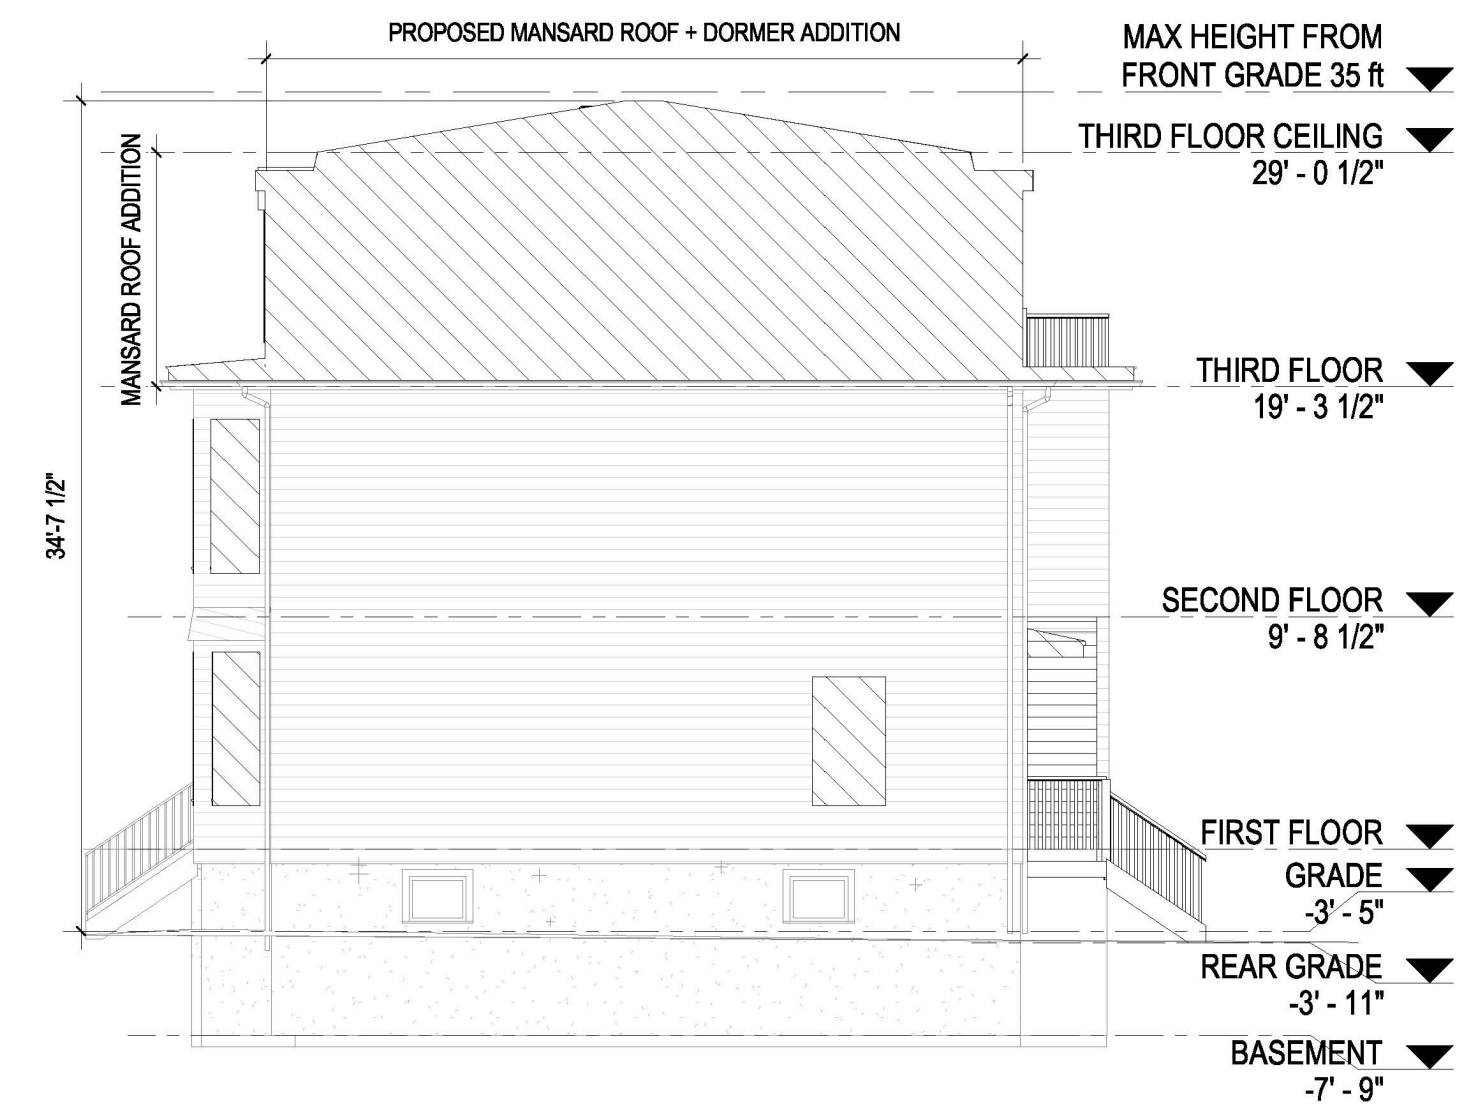 PROPOSED MANSARD ROOF + DORMER ADDITION
MAX HEIGHT FROM
FRONT GRADE 35 ft
THIRD FLOOR CEILING
29' - 0 1/2"
MANSARD ROOF ADDITION
THIRD FLOOR
19' - 3 1/2"
34'-7 1/2"
SECOND FLOOR
9' - 8 1/2"
FIRST FLOOR
GRADE
-3' - 5"
REAR GRADE
-3' - 11"
BASEMENT
-7' - 9"